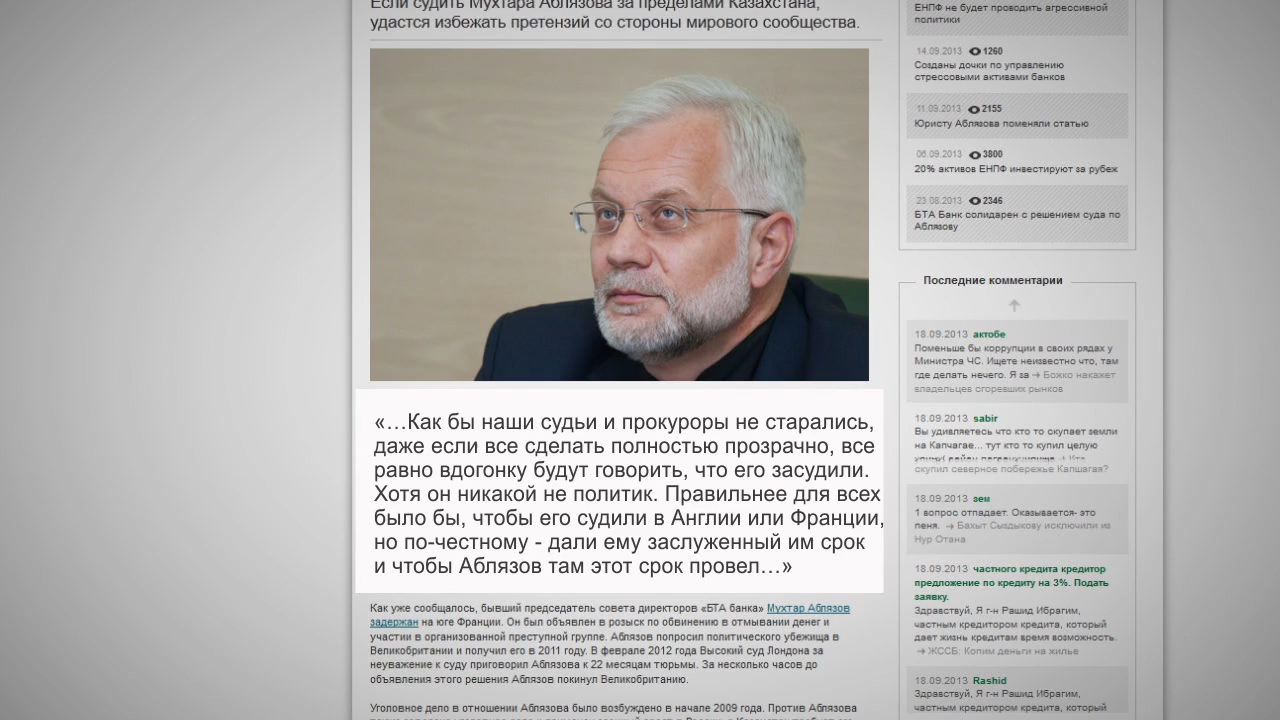 Если судить Мухтара Аблязова за пределами Казахстана,
удастся избежать претензий со стороны мирового сообщества.
«…Как бы наши судьи и прокуроры не старались,
даже если все сделать полностью прозрачно, все
равно вдогонку будут говорить, что его засудили.
Хотя он никакой не политик. Правильнее для всех
было бы, чтобы его судили в Англии или Франции,
но по-честному - дали ему заслуженный им срок
и чтобы Аблязов там этот срок провел…»
Как уже сообщалось, бывший председатель совета директоров «БТА банка» Мухтар Аблязов
задержан на юге Франции. Он был объявлен в розыск по обвинению в отмывании денег и
участии в организованной преступной группе. Аблязов попросил политического убежища в
Великобритании и получил его в 2011 году. В феврале 2012 года Высокий суд Лондона за
неуважение к суду приговорил Аблязова к 22 месяцам тюрьмы. За несколько часов до
объявления этого решения Аблязов покинул Великобританию.
Уголовное дело в отношении Аблязова было возбуждено в начале 2009 года. Против Аблязова
ЕНПФ не будет проводить агрессивной
политики
14.09.2013 1260
Созданы дочки по управлению
стрессовыми активами банков
11.09.2013 2155
Юристу Аблязова поменяли статью
06.09.2013 3800
20% активов ЕНПФ инвестируют за рубеж
23.08.2013 2346
БТА Банк солидарен с решением суда по
Аблязову
Последние комментарии
18.09.2013 актобе
Поменьше бы коррупции в своих рядах у
Министра ЧС. Ищете неизвестно что, там
где делать нечего. Я за → Божко накажет
владельцев сгоревших рынков
18.09.2013 sabir
Вы удивляетесь что кто то скупает земли
на Капчагае... тут кто то купил целую
скупил северное побережье Капшагая?
18.09.2013 зен
1 вопрос отпадает. Оказывается- это
пеня. → Бахыт Сыздыкову исключили из
Нур Отана
18.09.2013 частного кредита кредитор
предложение по кредиту на 3%. Подать
заявку.
Здравствуй, Я г-н Рашид Ибрагим,
частным кредитором кредита, который
дает жизнь кредитам время возможность.
→ ЖССБ: Копим деньги на жилье
18.09.2013 Rashid
Здравствуй, Я г-н Рашид Ибрагим,
частным кредитором кредита, который